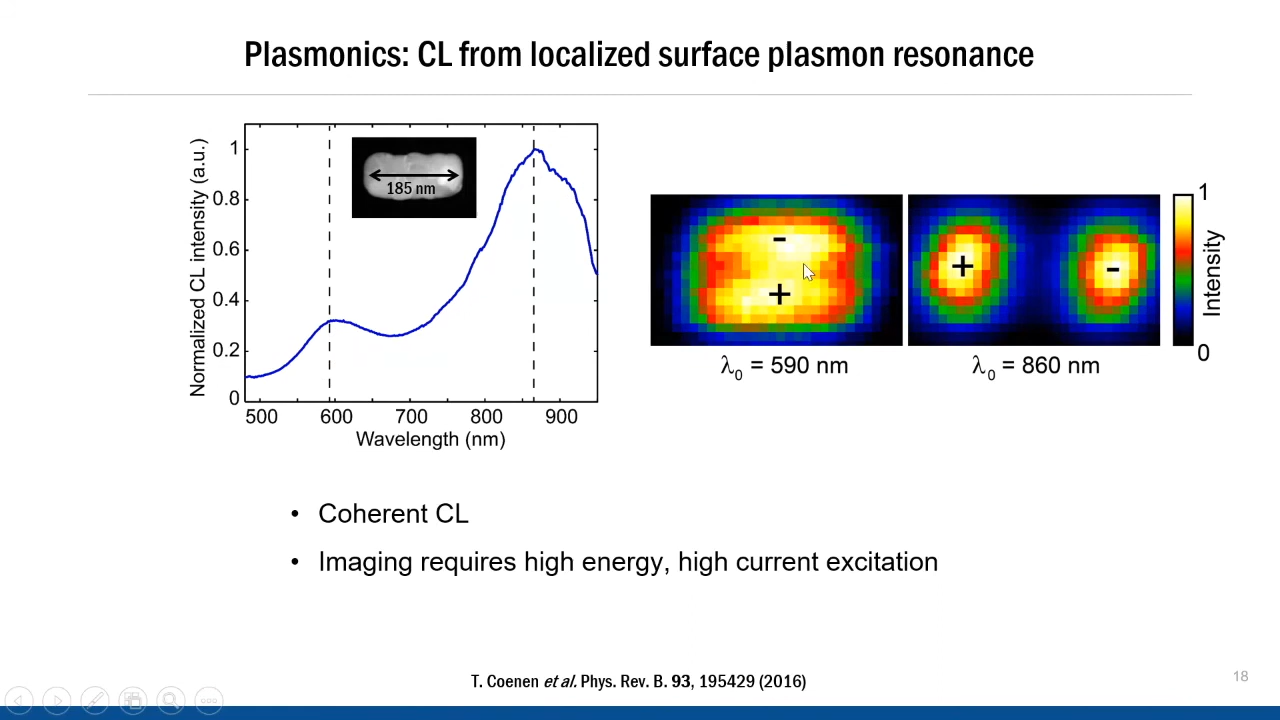 Plasmonics: CL from localized surface plasmon resonance
Normalized CL intensity (a.u.)
1
0.8
0.6
0.4
0.2
0
185 nm
500 600 700 800 900
Wavelength (nm)
-
+
λ0 = 590 nm
+
-
λ0 = 860 nm
1
Intensity
0
• Coherent CL
• Imaging requires high energy, high current excitation
T. Coenen et al. Phys. Rev. B. 93, 195429 (2016)
18